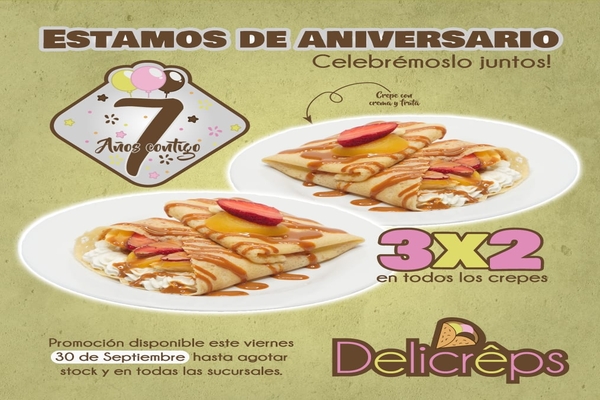 ESTAMOS DE ANIVERSARIO
Celebrémoslo juntos!
7
Años contigo
Crepe con
crema y fruta
3x2
en todos los crepes
Promoción disponible este viernes
30 de Septiembre hasta agotar
stock y en todas las sucursales.
Delicrêps